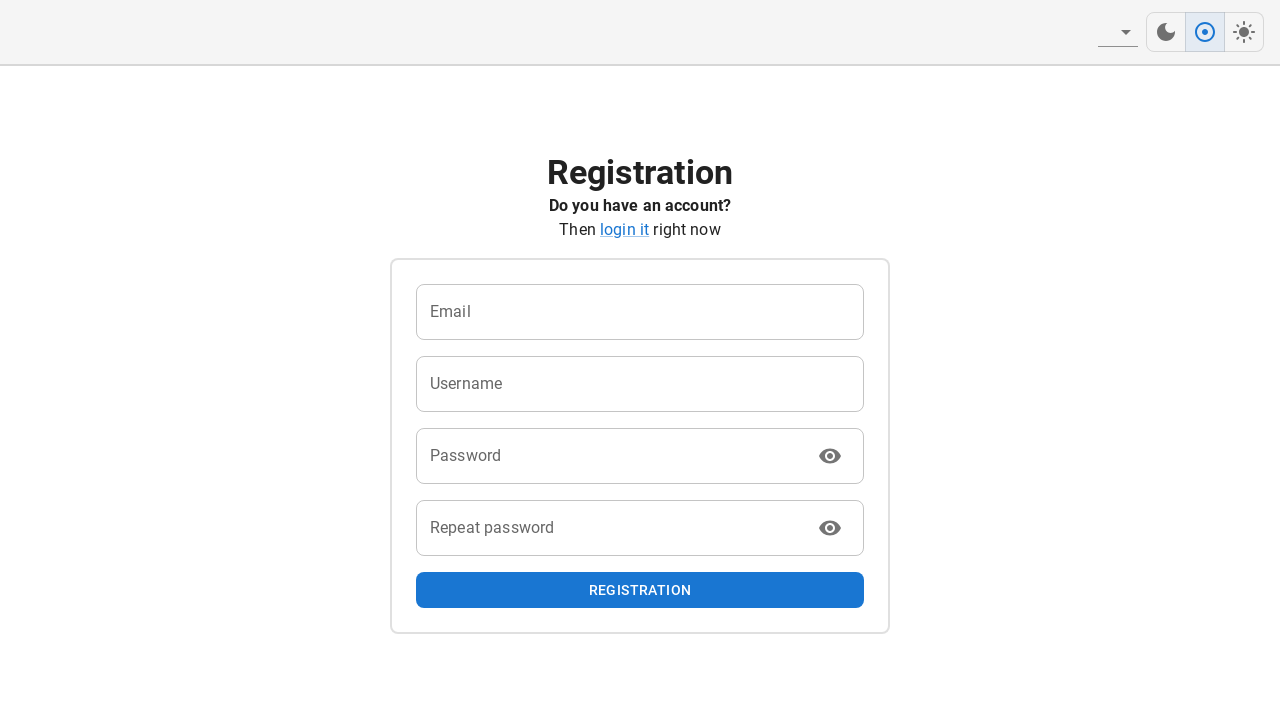 Registration
Do you have an account?
Then login it right now
Email
Username
Password
Repeat password
REGISTRATION